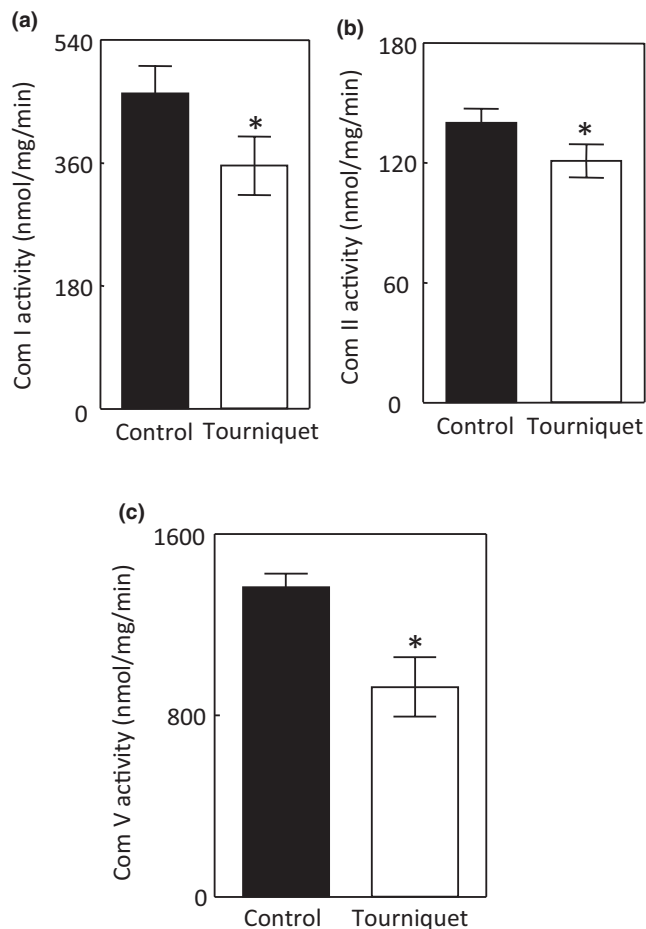 (a)
540
360
180
0
Com I activity (nmol/mg/min)
*
Control Tourniquet
(b)
180
120
60
0
Com II activity (nmol/mg/min)
*
Control Tourniquet
(c)
1600
800
0
Com V activity (nmol/mg/min)
*
Control Tourniquet